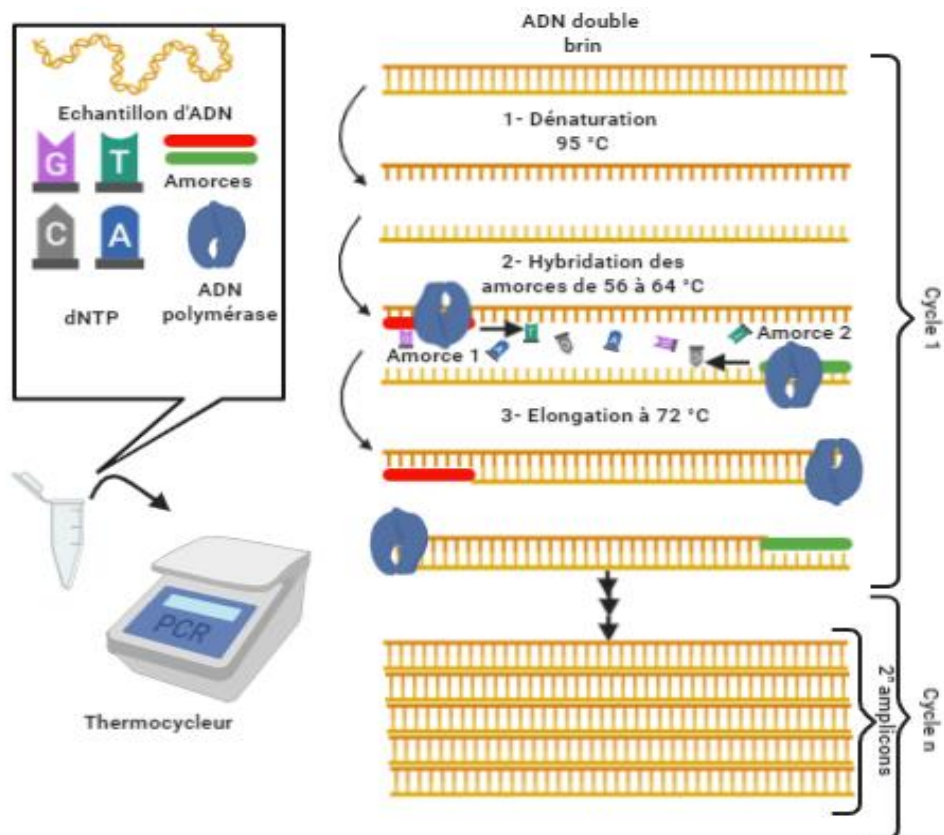 Echantillon d'ADN
G
T
Amorces
C
A
dNTP
ADN
polymérase
PCR
Thermocycleur
ADN double
brin
1- Dénaturation
95 °C
2- Hybridation des
amorces de 56 à 64 °C
Amorce 1
Amorce 2
3- Elongation à 72 °C
Cycle 1
2ⁿ amplicons
Cycle n